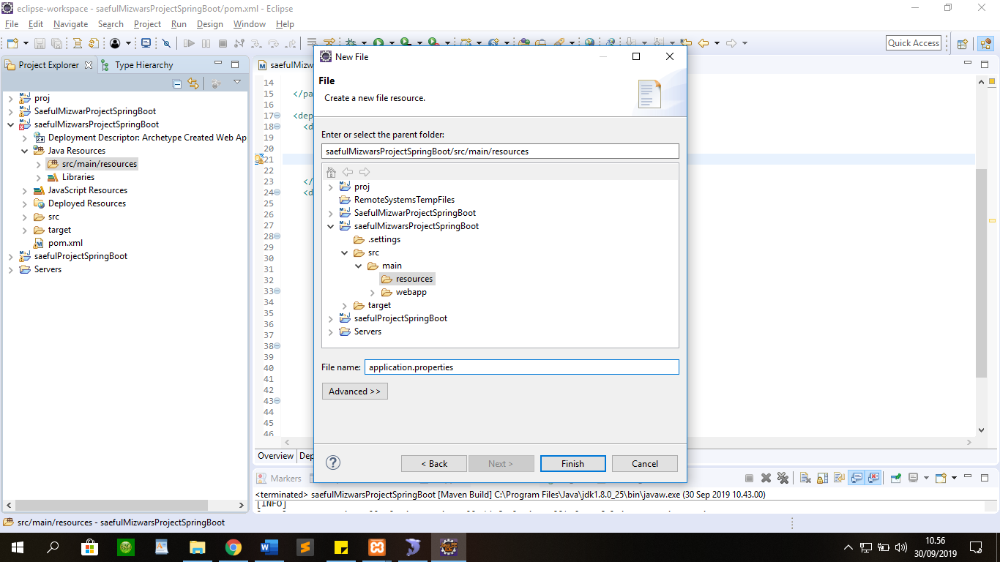 eclipse-workspace - saefulMizwarsProjectSpringBoot/pom.xml - Eclipse
File Edit Navigate Search Project Run Design Window Help
Quick Access
Project Explorer
Type Hierarchy
proj
SaefulMizwarProjectSpringBoot
saefulMizwarsProjectSpringBoot
Deployment Descriptor: Archetype Created Web Ap
Java Resources
src/main/resources
Libraries
JavaScript Resources
Deployed Resources
src
target
pom.xml
saefulProjectSpringBoot
Servers
saefulMizw
14
15 </pa
16
17 <dep
18 <d
19
20
21
22
23 </
24 <d
25
26
27
28
29
30
31
32
33
34
35
36
37
38
39
40
41
42
43
44
45
46
Overview Dep
New File
File
Create a new file resource.
Enter or select the parent folder:
saefulMizwarsProjectSpringBoot/src/main/resources
proj
RemoteSystemsTempFiles
SaefulMizwarProjectSpringBoot
saefulMizwarsProjectSpringBoot
.settings
src
main
resources
webapp
target
saefulProjectSpringBoot
Servers
File name: application.properties
Advanced >>
< Back Next > Finish Cancel
Markers
<terminated> saefulMizwarsProjectSpringBoot [Maven Build] C:\Program Files\Java\jdk1.8.0_25\bin\javaw.exe (30 Sep 2019 10.43.00)
[INFO]
src/main/resources - saefulMizwarsProjectSpringBoot
JAVA EE
IDE
10.56
30/09/2019